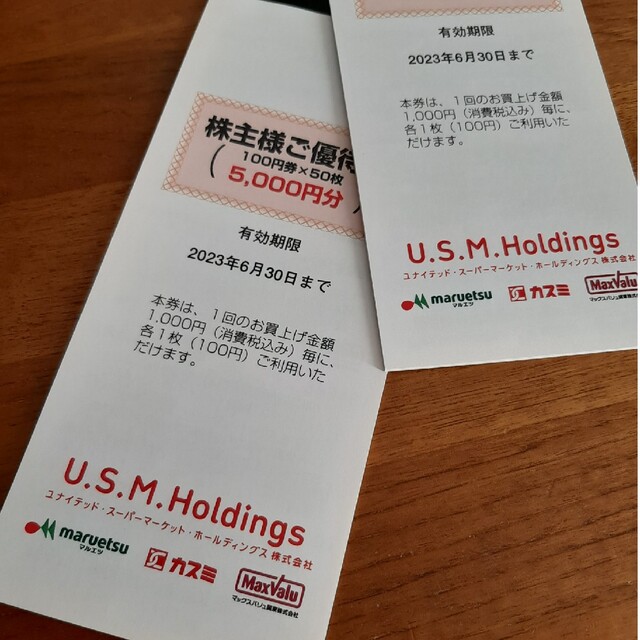 株主様ご優待
(100円券×50枚
5,000円分)
有効期限
2023年6月30日まで
本券は、1回のお買上げ金額
1,000円(消費税込み)毎に、
各1枚(100円)ご利用いた
だけます。
U.S.M.Holdings
ユナイテッド・スーパーマーケット・ホールディングス株式会社
maruetsu
マルエツ
カスミ
MaxValu
マックスバリュ関東株式会社
有効期限
2023年6月30日まで
本券は、1回のお買上げ金額
1,000円(消費税込み)毎に、
各1枚(100円)ご利用いた
だけます。
U.S.M.Holdings
ユナイテッド・スーパーマーケット・ホールディングス株式会社
maruetsu
マルエツ
カスミ
MaxValu